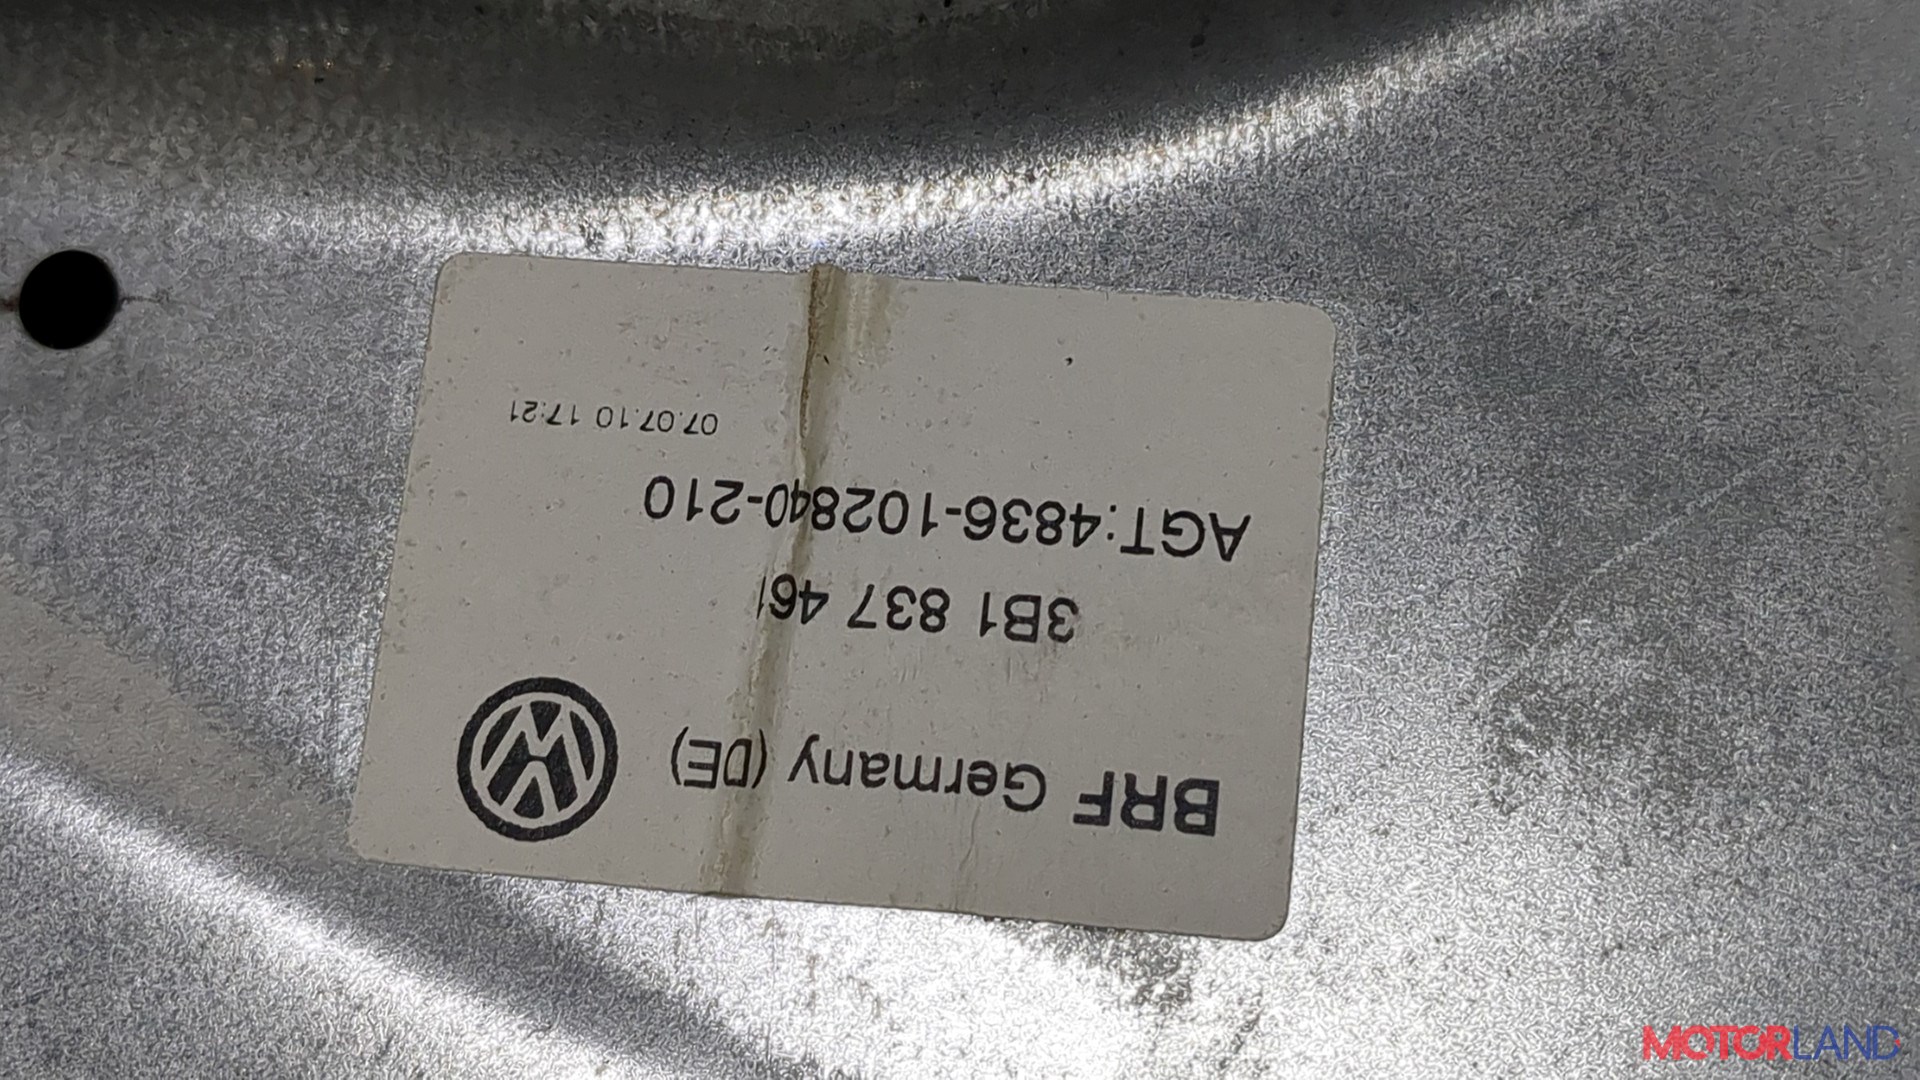 BRF Germany (DE)
3B1 837 461
AGT:4836-102840-210
07.07.10 17:21
MOTORLAND